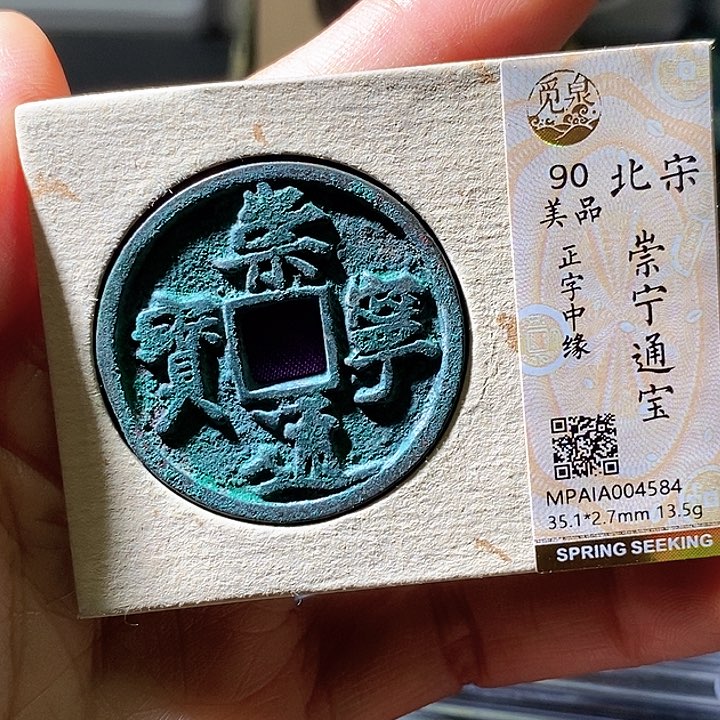 崇
寧
通
寶
觅泉
北宋
崇宁通宝
90
美品
正字中缘
MPAIA004584
35.1*2.7mm 13.5g
SPRING SEEKING